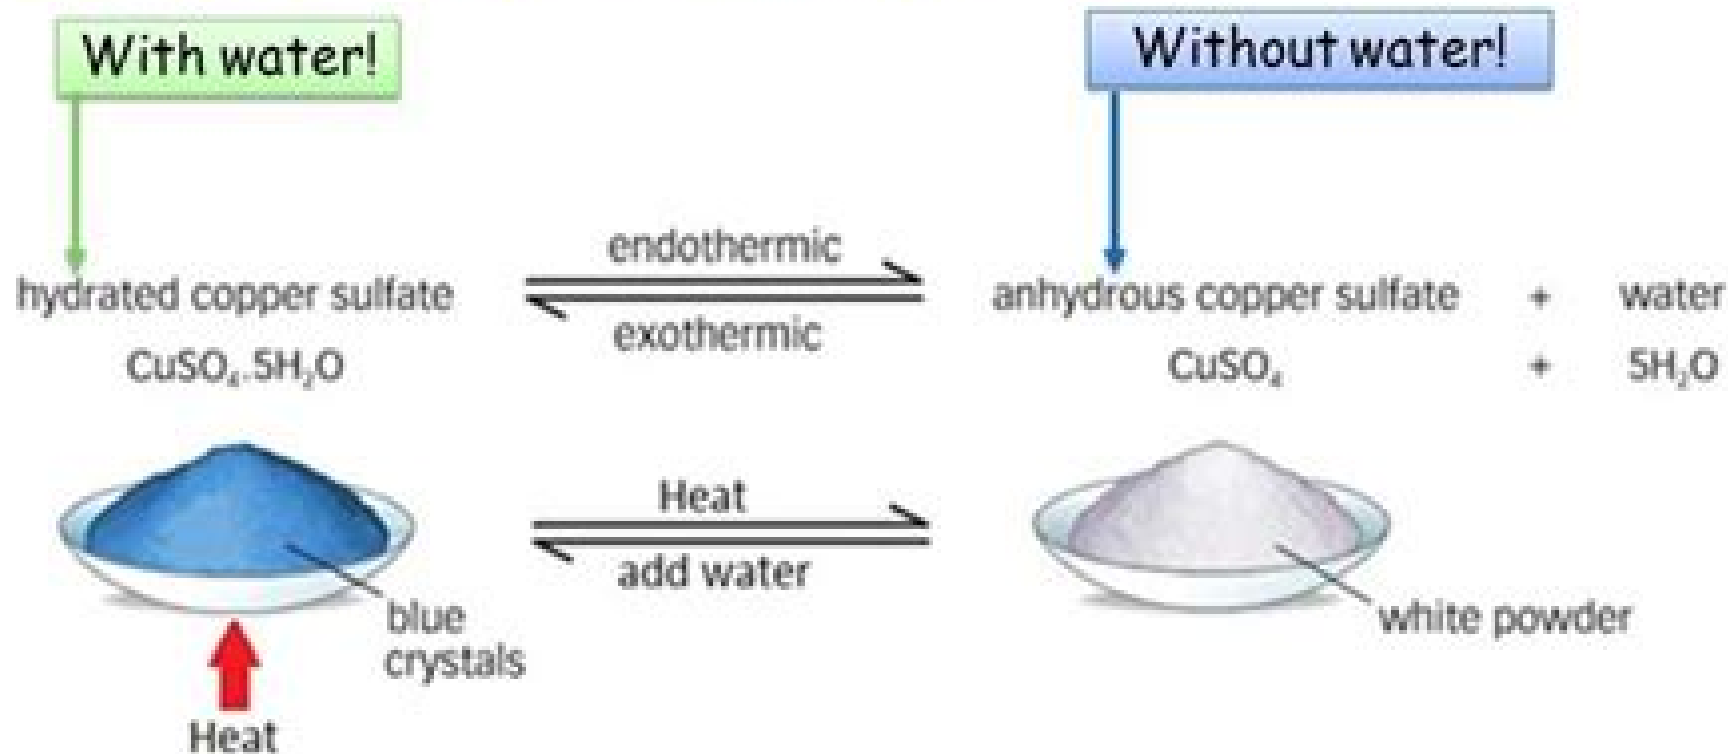 With water!
Without water!
endothermic
hydrated copper sulfate
anhydrous copper sulfate + water
exothermic
CuSO₄.5H₂O
CuSO₄ + 5H₂O
Heat
add water
blue
crystals
white powder
Heat